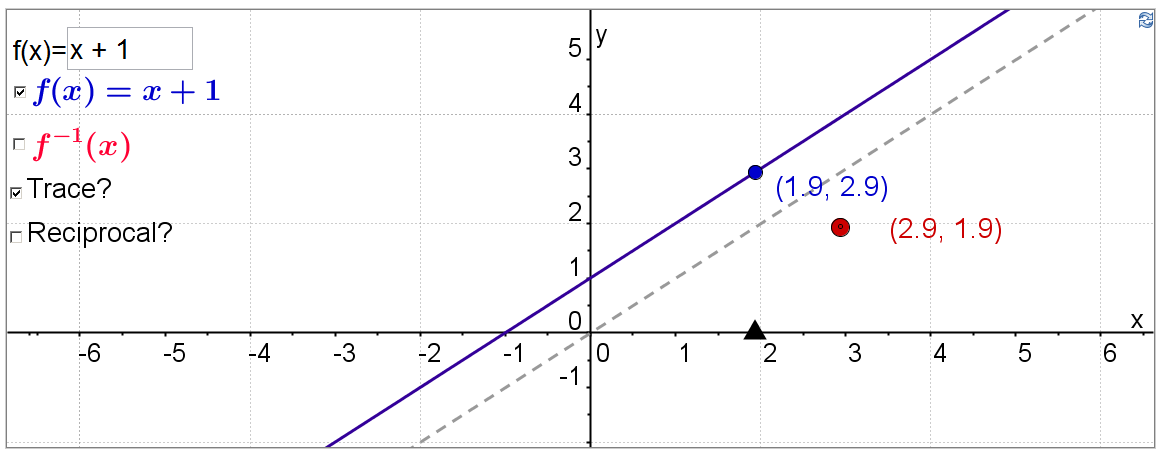 f(x)=x + 1
f(x) = x + 1
f⁻¹(x)
Trace?
Reciprocal?
y
5
4
3
2
1
0
-1
(1.9, 2.9)
(2.9, 1.9)
x
-6 -5 -4 -3 -2 -1 0 1 2 3 4 5 6